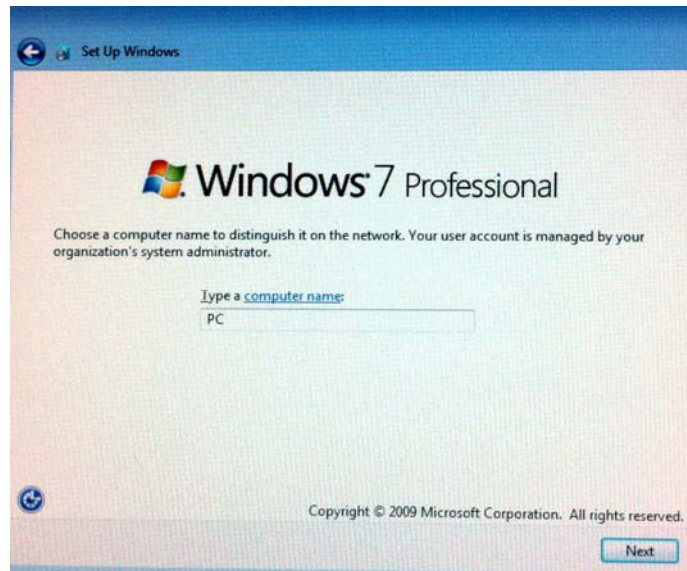 Set Up Windows
Windows 7 Professional
Choose a computer name to distinguish it on the network. Your user account is managed by your
organization's system administrator.
Type a computer name:
PC
Copyright © 2009 Microsoft Corporation. All rights reserved.
Next